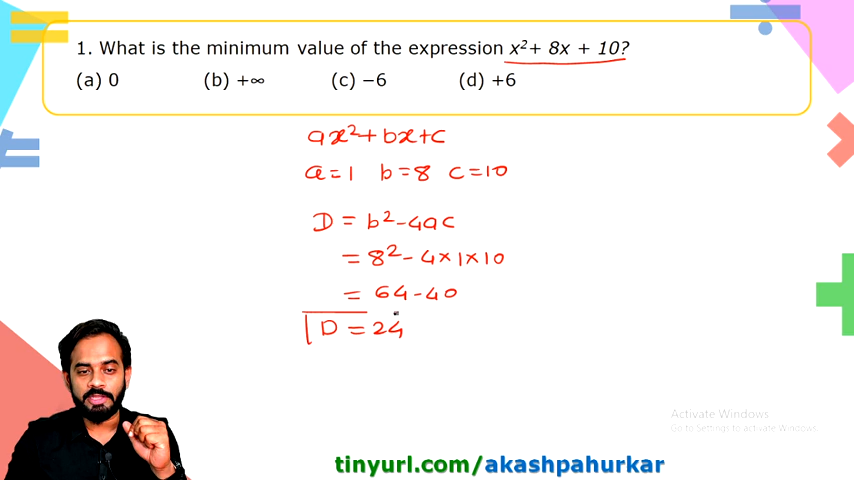 1. What is the minimum value of the expression x²+ 8x + 10?
(a) 0 (b) +∞ (c) −6 (d) +6
ax²+bx+c
a=1 b=8 c=10
D = b²-4ac
= 8²-4×1×10
= 64-40
D = 24
Activate Windows
Go to Settings to activate Windows.
tinyurl.com/akashpahurkar